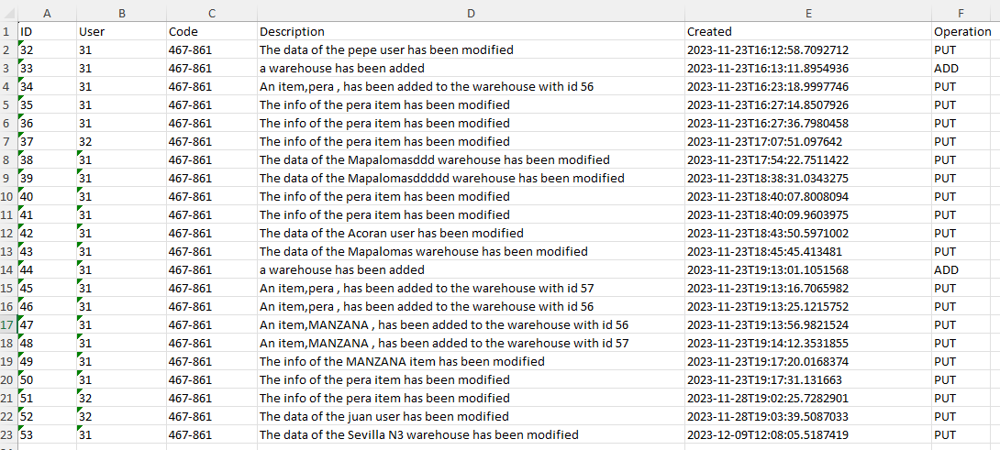 A B C D E F
1 ID User Code Description Created Operation
2 32 31 467-861 The data of the pepe user has been modified 2023-11-23T16:12:58.7092712 PUT
3 33 31 467-861 a warehouse has been added 2023-11-23T16:13:11.8954936 ADD
4 34 31 467-861 An item,pera , has been added to the warehouse with id 56 2023-11-23T16:23:18.9997746 PUT
5 35 31 467-861 The info of the pera item has been modified 2023-11-23T16:27:14.8507926 PUT
6 36 31 467-861 The info of the pera item has been modified 2023-11-23T16:27:36.7980458 PUT
7 37 32 467-861 The info of the pera item has been modified 2023-11-23T17:07:51.097642 PUT
8 38 31 467-861 The data of the Mapalomasddd warehouse has been modified 2023-11-23T17:54:22.7511422 PUT
9 39 31 467-861 The data of the Mapalomasddddd warehouse has been modified 2023-11-23T18:38:31.0343275 PUT
10 40 31 467-861 The info of the pera item has been modified 2023-11-23T18:40:07.8008094 PUT
11 41 31 467-861 The info of the pera item has been modified 2023-11-23T18:40:09.9603975 PUT
12 42 31 467-861 The data of the Acoran user has been modified 2023-11-23T18:43:50.5971002 PUT
13 43 31 467-861 The data of the Mapalomas warehouse has been modified 2023-11-23T18:45:45.413481 PUT
14 44 31 467-861 a warehouse has been added 2023-11-23T19:13:01.1051568 ADD
15 45 31 467-861 An item,pera , has been added to the warehouse with id 57 2023-11-23T19:13:16.7065982 PUT
16 46 31 467-861 An item,pera , has been added to the warehouse with id 56 2023-11-23T19:13:25.1215752 PUT
17 47 31 467-861 An item,MANZANA , has been added to the warehouse with id 56 2023-11-23T19:13:56.9821524 PUT
18 48 31 467-861 An item,MANZANA , has been added to the warehouse with id 57 2023-11-23T19:14:12.3531855 PUT
19 49 31 467-861 The info of the MANZANA item has been modified 2023-11-23T19:17:20.0168374 PUT
20 50 31 467-861 The info of the pera item has been modified 2023-11-23T19:17:31.131663 PUT
21 51 32 467-861 The info of the pera item has been modified 2023-11-28T19:02:25.7282901 PUT
22 52 32 467-861 The data of the juan user has been modified 2023-11-28T19:03:39.5087033 PUT
23 53 31 467-861 The data of the Sevilla N3 warehouse has been modified 2023-12-09T12:08:05.5187419 PUT